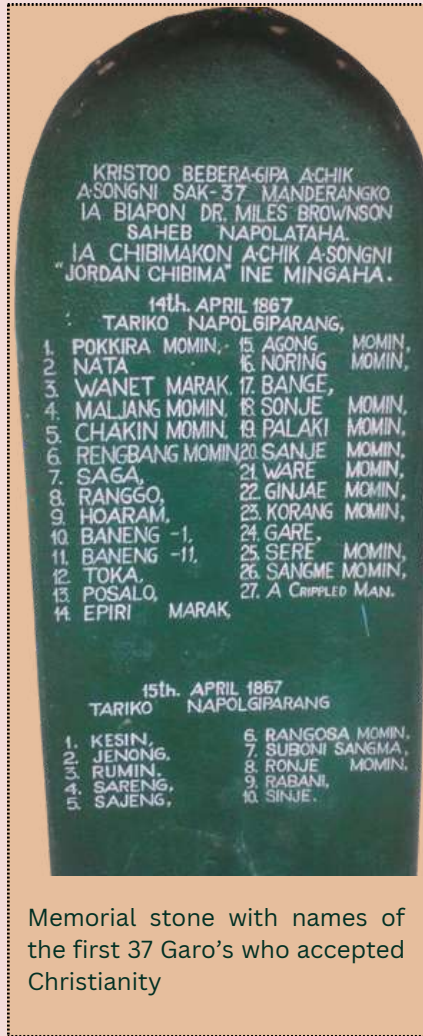 KRISTOO BEBERA·GIPA A·CHIK
A·SONGNI SAK-37 MANDERANGKO
IA BIAPON DR. MILES BROWNSON
SAHEB NAPOLATAHA.
IA CHIBIMAKON A·CHIK A·SONGNI
"JORDAN CHIBIMA" INE MINGAHA.
14th. APRIL 1867
TARIKO NAPOLGIPARANG,
1. POKKIRA MOMIN,
2 NATA
3. WANET MARAK
4. MALJANG MOMIN,
5. CHAKIN MOMIN,
6. RENGBANG MOMIN
7. SAGA,
8. RANGGO,
9. HOARAM,
10. BANENG -1,
11. BANENG -11,
12. TOKA,
13. POSALO,
14. EPIRI MARAK,
15. AGONG MOMIN,
16. NORING MOMIN,
17. BANGE,
18. SONJE MOMIN,
19. PALAKI MOMIN,
20. SANJE MOMIN,
21. WARE MOMIN,
22. GINJAE MOMIN,
23. KORANG MOMIN,
24. GARE,
25. SERE MOMIN,
26. SANGME MOMIN,
27. A CRIPPLED MAN.
15th. APRIL 1867
TARIKO NAPOLGIPARANG
1. KESIN,
2. JENONG,
3. RUMIN.
4. SARENG,
5. SAJENG,
6. RANGOSA MOMIN,
7. SUBONI SANGMA,
8. RONJE MOMIN.
9. RABANI,
10. SINJE.
Memorial stone with names of
the first 37 Garo's who accepted
Christianity